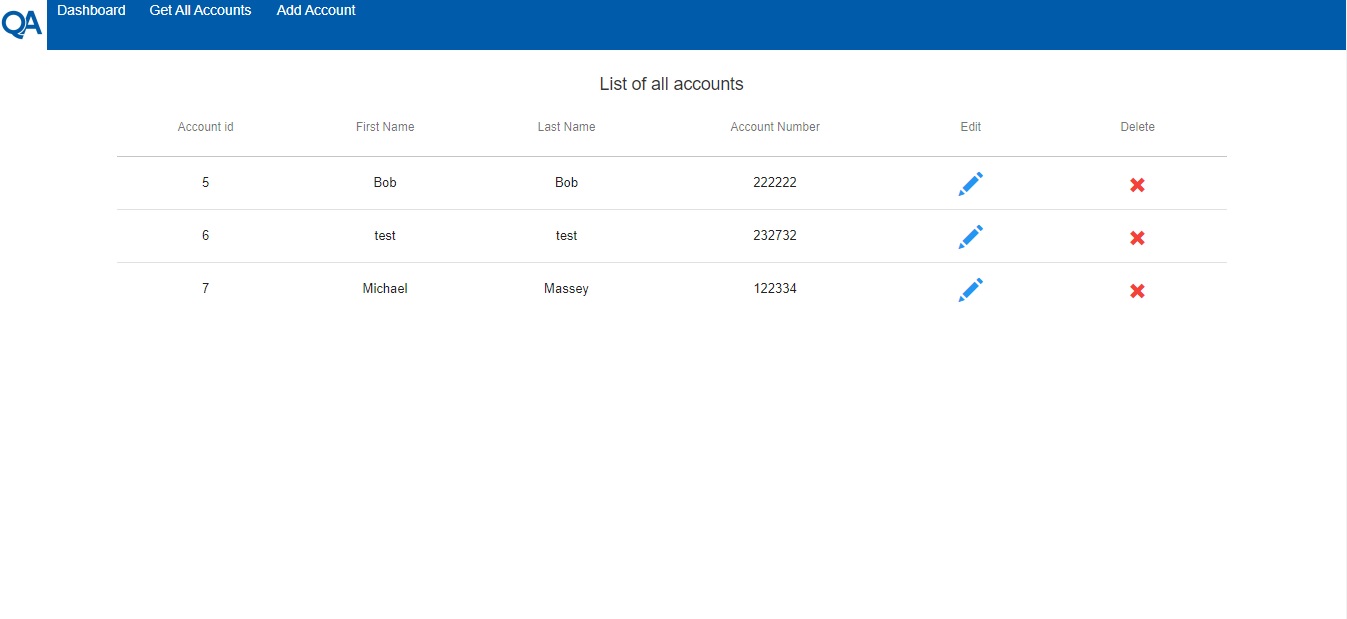 QA Dashboard Get All Accounts Add Account
List of all accounts
Account id First Name Last Name Account Number Edit Delete
5 Bob Bob 222222
6 test test 232732
7 Michael Massey 122334